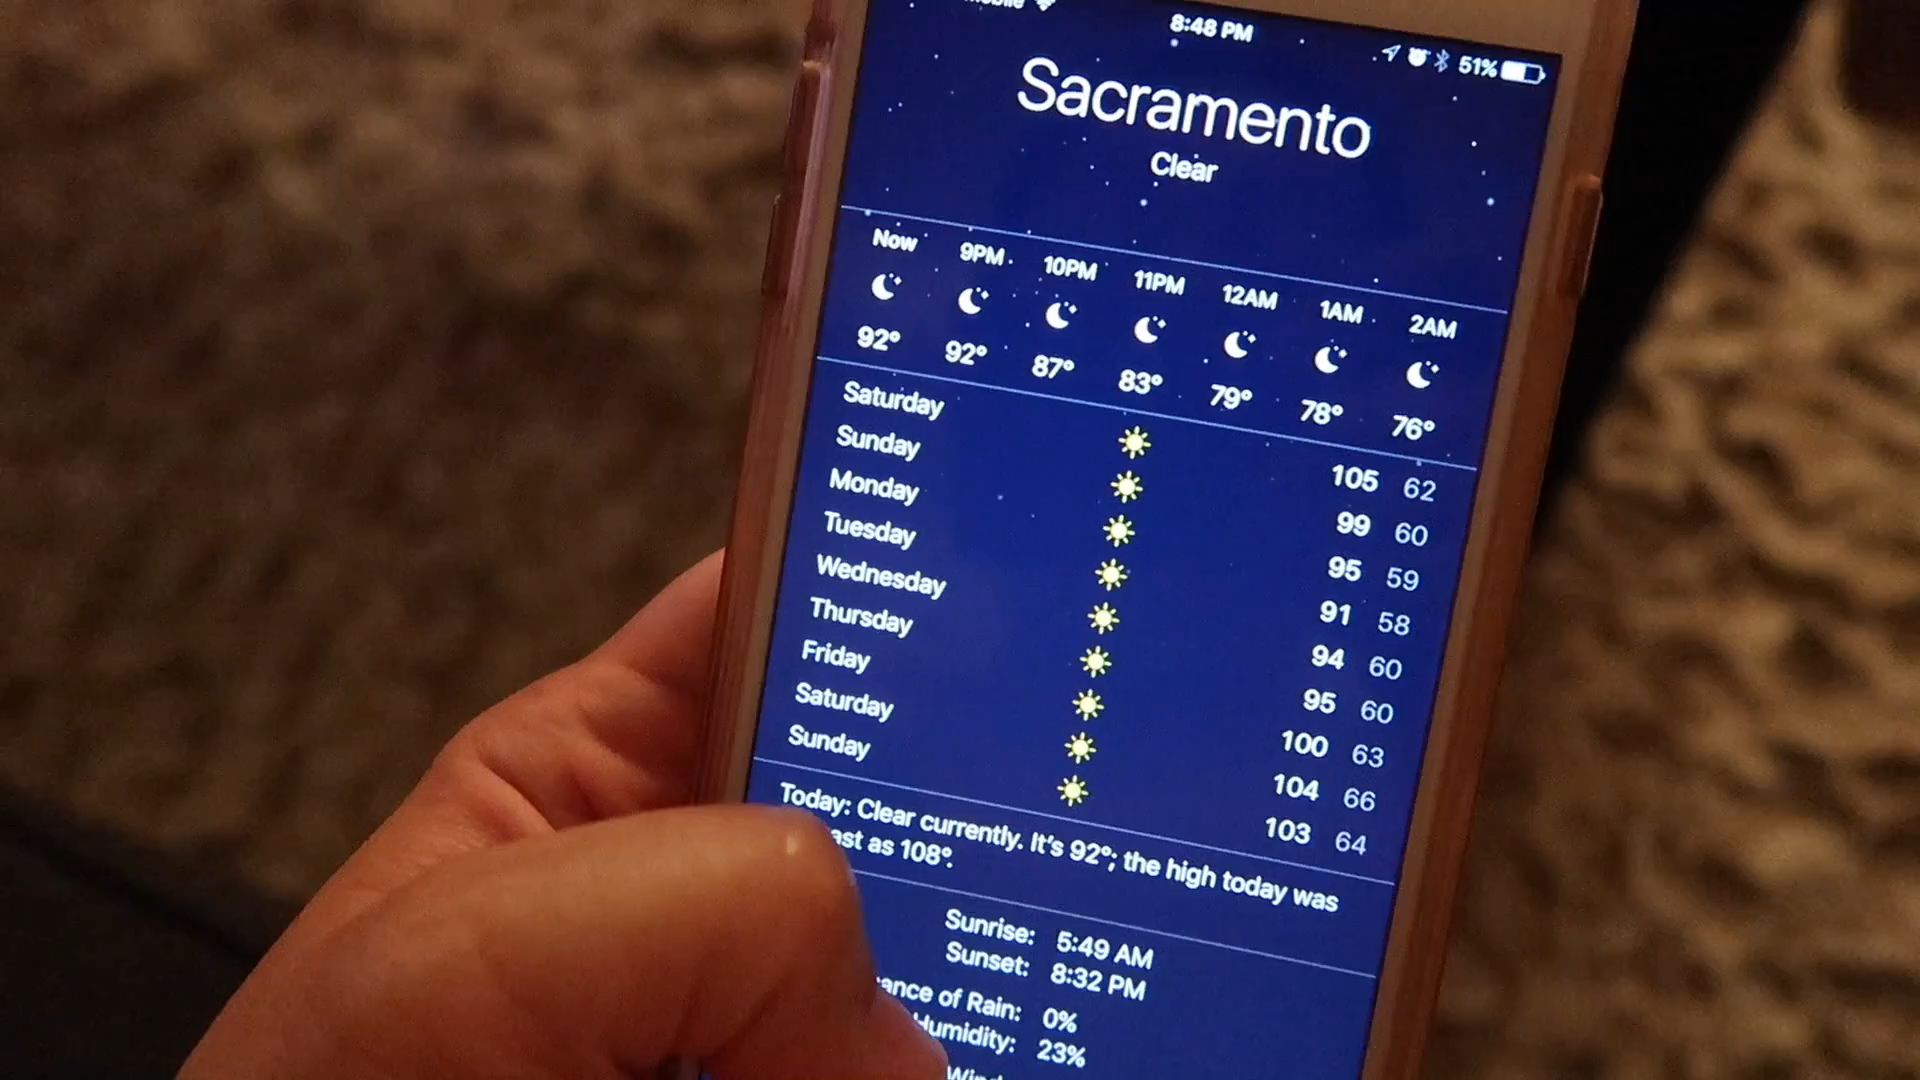 8:48 PM
51%
Sacramento
Clear
Now 9PM 10PM 11PM 12AM 1AM 2AM
92° 92° 87° 83° 79° 78° 76°
Saturday 105 62
Sunday 99 60
Monday 95 59
Tuesday 91 58
Wednesday 94 60
Thursday 95 60
Friday 100 63
Saturday 104 66
Sunday 103 64
Today: Clear currently. It's 92°; the high today was
as 108°.
Sunrise: 5:49 AM
Sunset: 8:32 PM
of Rain: 0%
Humidity: 23%